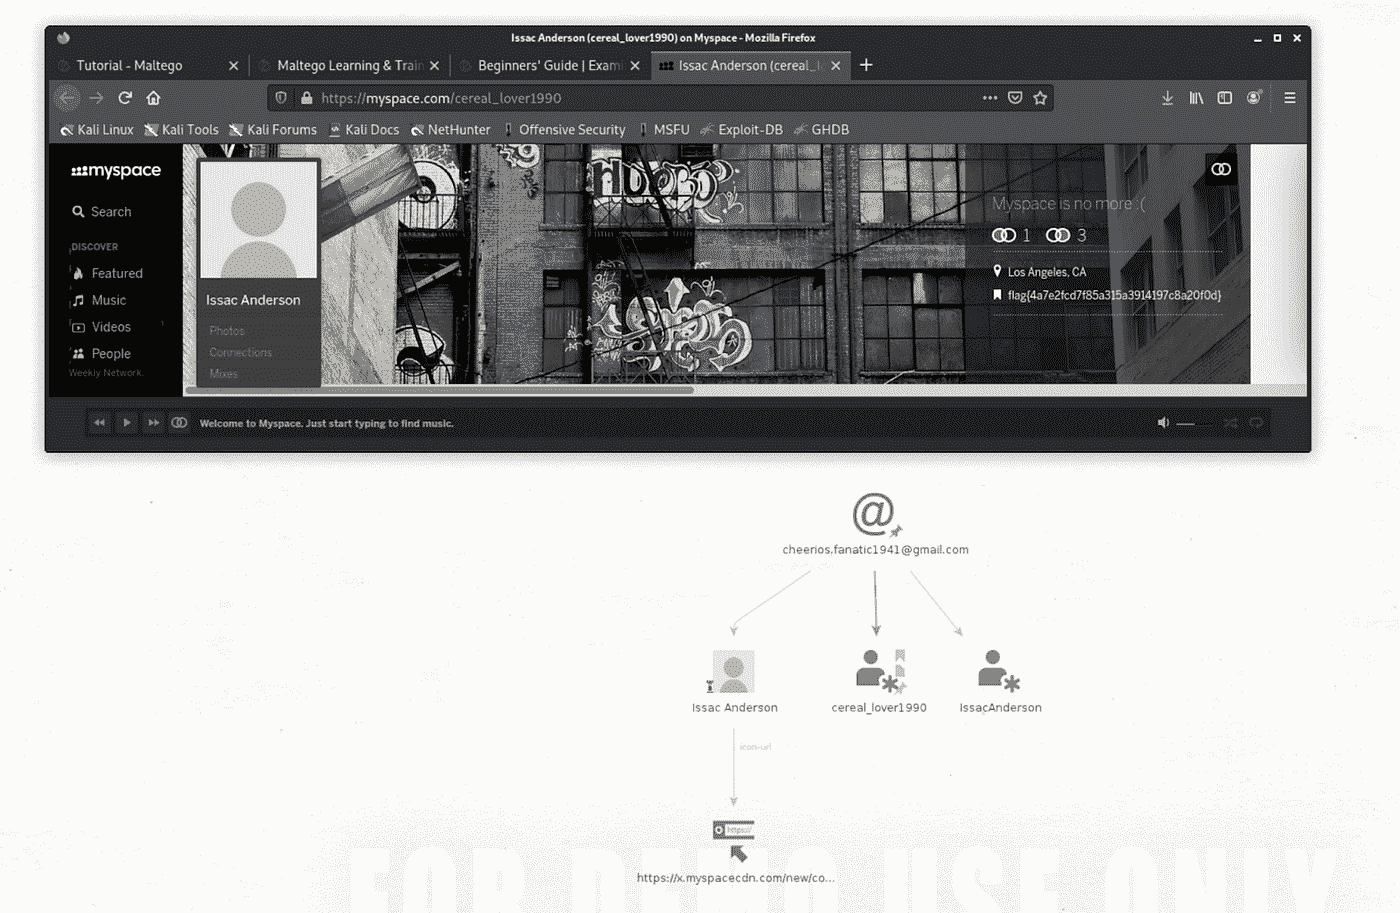 Issac Anderson (cereal_lover1990) on Myspace - Mozilla Firefox
Tutorial - Maltego
Maltego Learning & Train
Beginners' Guide | Exam
Issac Anderson (cereal_l
https://myspace.com/cereal_lover1990
Kali Linux
Kali Tools
Kali Forums
Kali Docs
NetHunter
Offensive Security
MSFU
Exploit-DB
GHDB
myspace
Search
DISCOVER
Featured
Music
Videos
People
Weekly Network.
Issac Anderson
Photos
Connections
Mixes
Myspace is no more :(
1 3
Los Angeles, CA
flag{4a7e2fcd7f85a315a3914197c8a20f0d}
Welcome to Myspace. Just start typing to find music.
@
cheerios.fanatic1941@gmail.com
Issac Anderson
cereal_lover1990
IssacAnderson
icon-url
https://
https://x.myspacecdn.com/new/co...
FOR DEMO USE ONLY